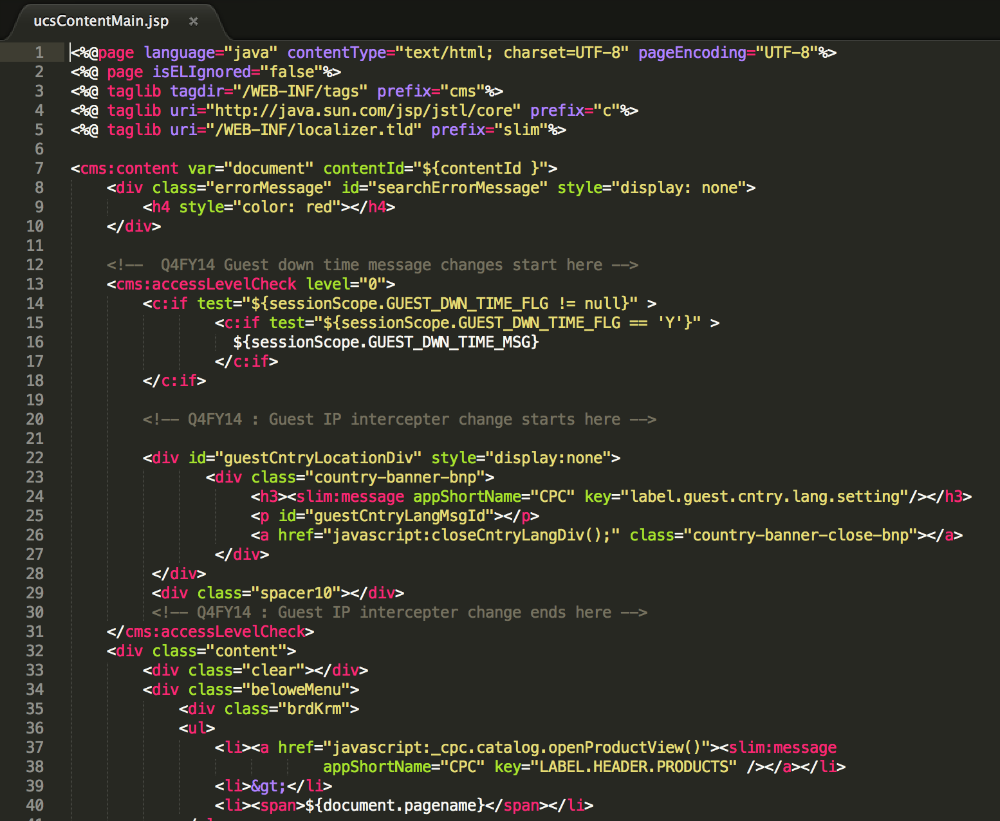 ucsContentMain.jsp ×
1 <%@page language="java" contentType="text/html; charset=UTF-8" pageEncoding="UTF-8"%>
2 <%@ page isELIgnored="false"%>
3 <%@ taglib tagdir="/WEB-INF/tags" prefix="cms"%>
4 <%@ taglib uri="http://java.sun.com/jsp/jstl/core" prefix="c"%>
5 <%@ taglib uri="/WEB-INF/localizer.tld" prefix="slim"%>
6
7 <cms:content var="document" contentId="${contentId }">
8     <div class="errorMessage" id="searchErrorMessage" style="display: none">
9         <h4 style="color: red"></h4>
10     </div>
11
12     <!--  Q4FY14 Guest down time message changes start here -->
13     <cms:accessLevelCheck level="0">
14         <c:if test="${sessionScope.GUEST_DWN_TIME_FLG != null}" >
15                 <c:if test="${sessionScope.GUEST_DWN_TIME_FLG == 'Y'}" >
16                   ${sessionScope.GUEST_DWN_TIME_MSG}
17                 </c:if>
18         </c:if>
19
20         <!-- Q4FY14 : Guest IP intercepter change starts here -->
21
22         <div id="guestCntryLocationDiv" style="display:none">
23                <div class="country-banner-bnp">
24                     <h3><slim:message appShortName="CPC" key="label.guest.cntry.lang.setting"/></h3>
25                     <p id="guestCntryLangMsgId"></p>
26                     <a href="javascript:closeCntryLangDiv();" class="country-banner-close-bnp"></a>
27                 </div>
28          </div>
29          <div class="spacer10"></div>
30          <!-- Q4FY14 : Guest IP intercepter change ends here -->
31     </cms:accessLevelCheck>
32     <div class="content">
33         <div class="clear"></div>
34         <div class="beloweMenu">
35             <div class="brdKrm">
36             <ul>
37                 <li><a href="javascript:_cpc.catalog.openProductView()"><slim:message
38                             appShortName="CPC" key="LABEL.HEADER.PRODUCTS" /></a></li>
39                 <li>&gt;</li>
40                 <li><span>${document.pagename}</span></li>